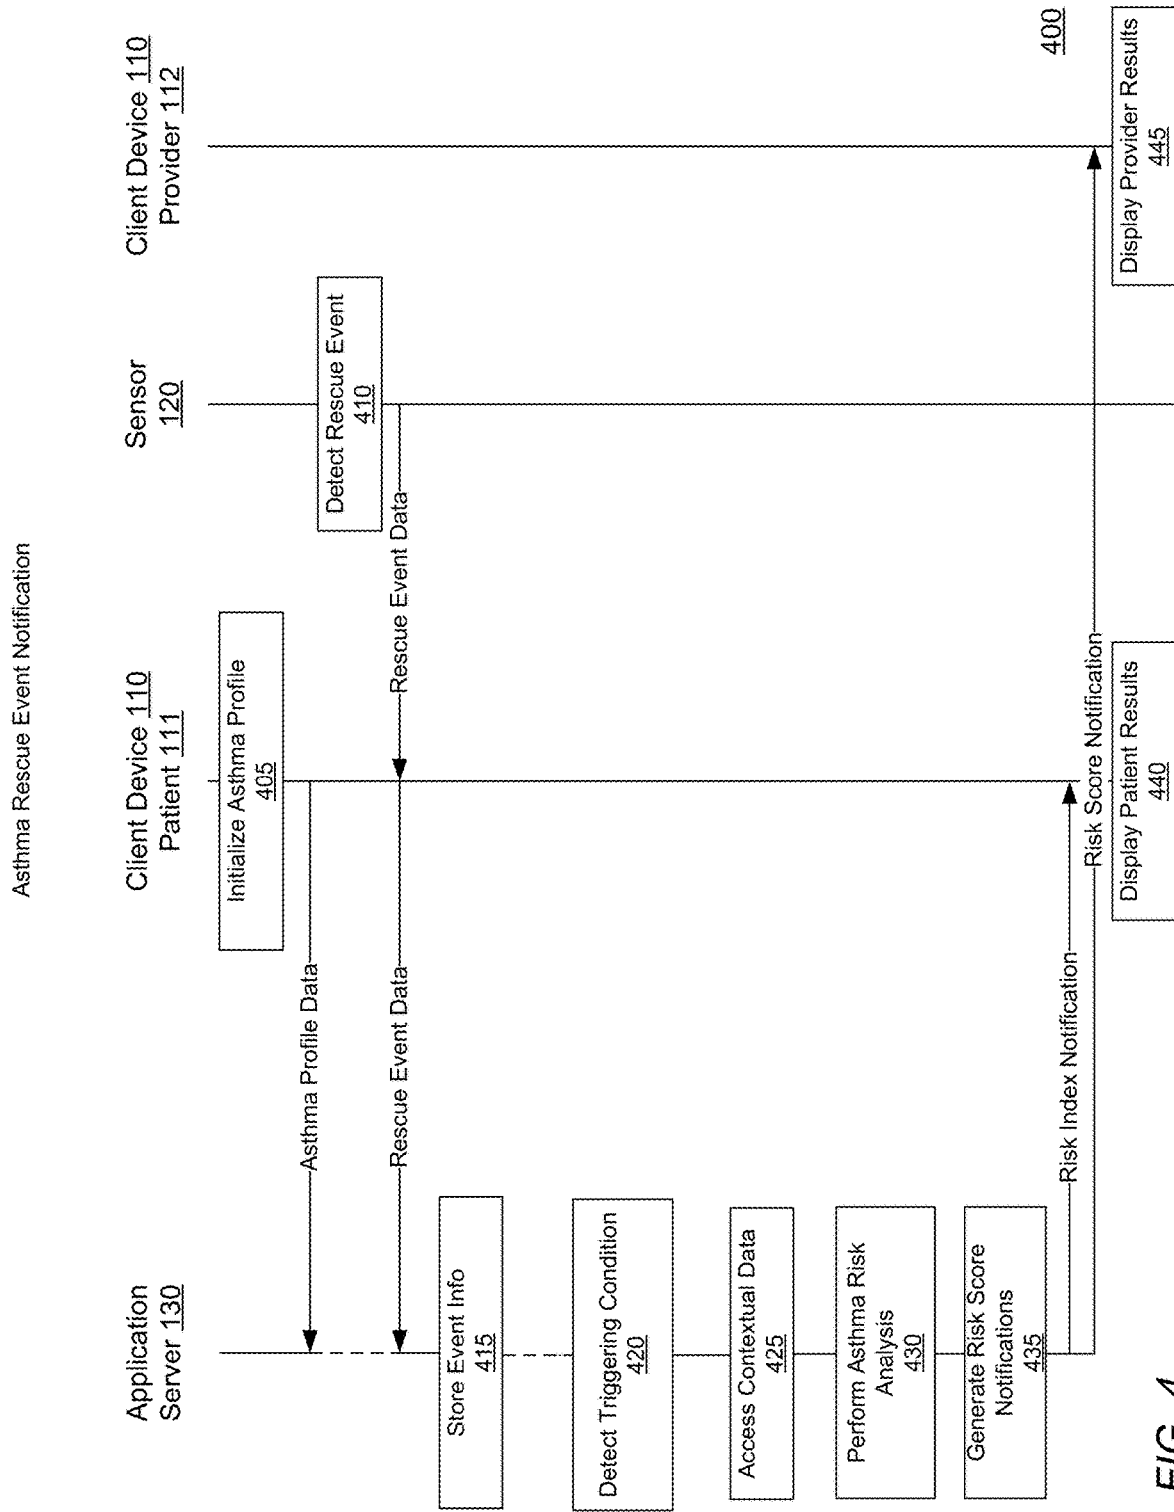 Asthma Rescue Event Notification
Application
Server 130
Client Device 110
Patient 111
Sensor
120
Client Device 110
Provider 112
Initialize Asthma Profile
405
Asthma Profile Data
Detect Rescue Event
410
Rescue Event Data
Rescue Event Data
Store Event Info
415
Detect Triggering Condition
420
Access Contextual Data
425
Perform Asthma Risk
Analysis
430
Generate Risk Score
Notifications
435
Risk Index Notification
Risk Score Notification
Display Patient Results
440
Display Provider Results
445
400
FIG. 4